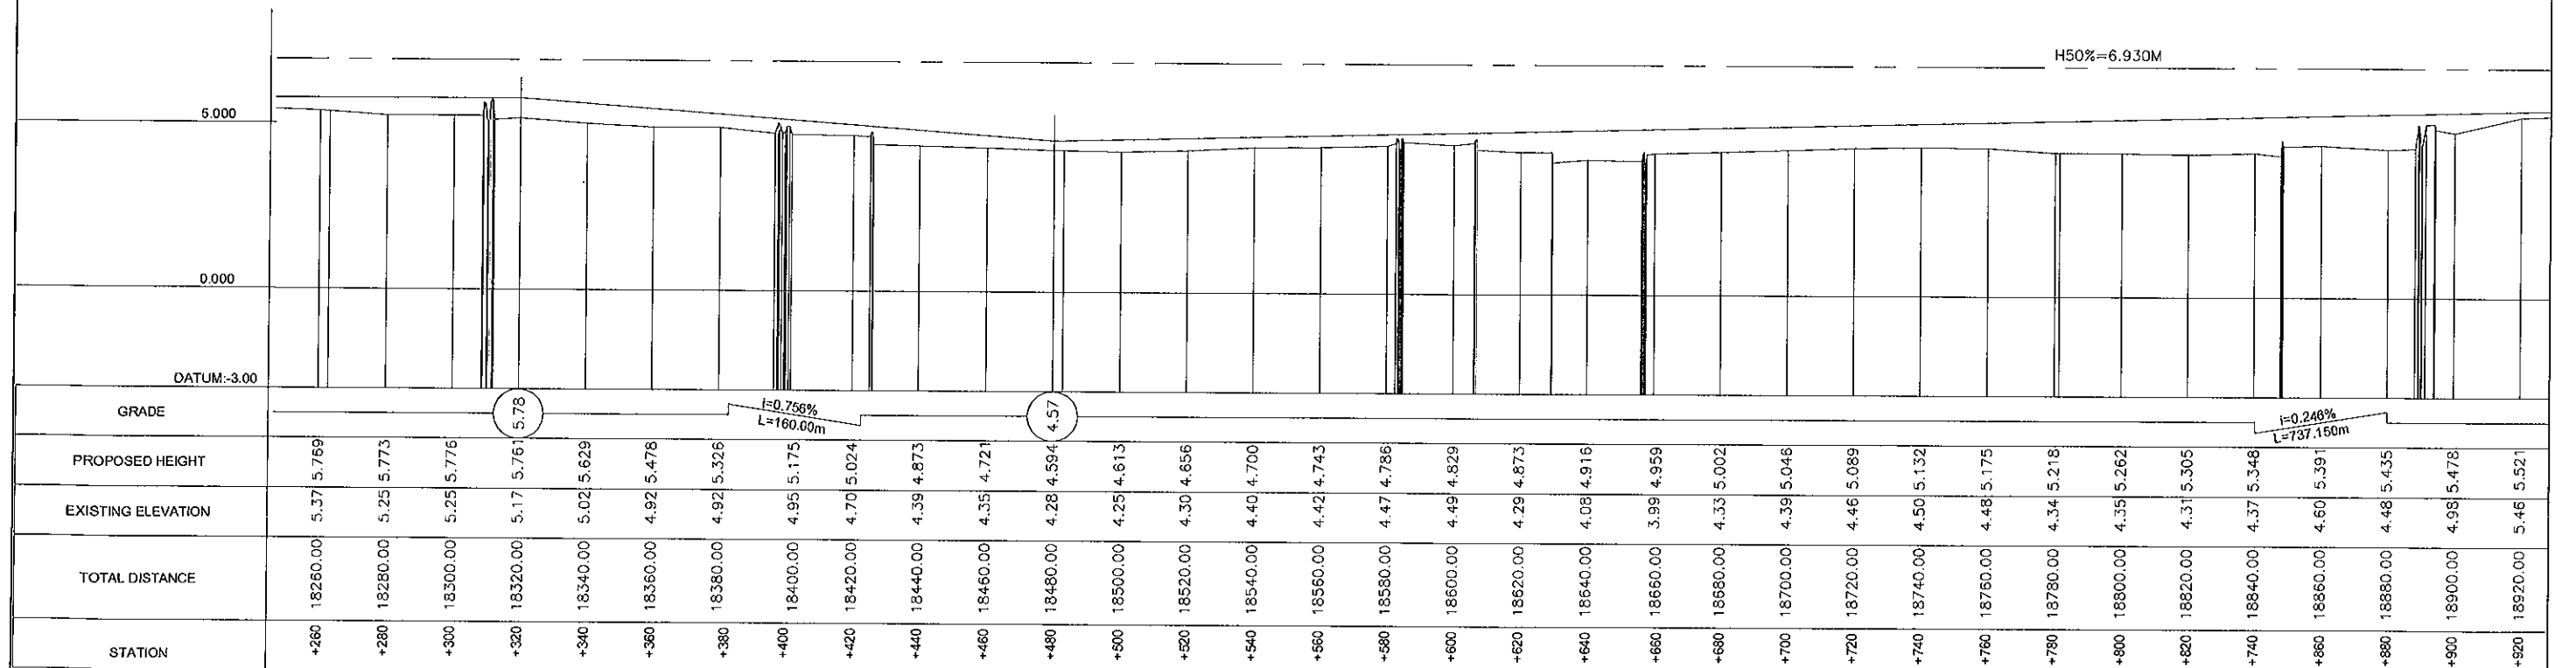 H50%=6.930M
5.000
0.000
DATUM:-3.00
GRADE
5.78
i=0.756%
L=160.00m
4.57
i=0.246%
L=737.150m
PROPOSED HEIGHT
5.769 5.773 5.776 5.761 5.629 5.478 5.326 5.175 5.024 4.873 4.721 4.594 4.613 4.656 4.700 4.743 4.786 4.829 4.873 4.916 4.959 5.002 5.046 5.089 5.132 5.175 5.218 5.262 5.305 5.348 5.391 5.435 5.478 5.521
EXISTING ELEVATION
5.37 5.25 5.25 5.17 5.02 4.92 4.92 4.95 4.70 4.39 4.35 4.28 4.25 4.30 4.40 4.42 4.47 4.49 4.29 4.08 3.99 4.33 4.39 4.46 4.50 4.48 4.34 4.35 4.31 4.37 4.60 4.48 4.98 5.46
TOTAL DISTANCE
18260.00 18280.00 18300.00 18320.00 18340.00 18360.00 18380.00 18400.00 18420.00 18440.00 18460.00 18480.00 18500.00 18520.00 18540.00 18560.00 18580.00 18600.00 18620.00 18640.00 18660.00 18680.00 18700.00 18720.00 18740.00 18760.00 18780.00 18800.00 18820.00 18840.00 18860.00 18880.00 18900.00 18920.00
STATION
+260 +280 +300 +320 +340 +360 +380 +400 +420 +440 +460 +480 +500 +520 +540 +560 +580 +600 +620 +640 +660 +680 +700 +720 +740 +760 +780 +800 +820 +740 +860 +880 +900 +920